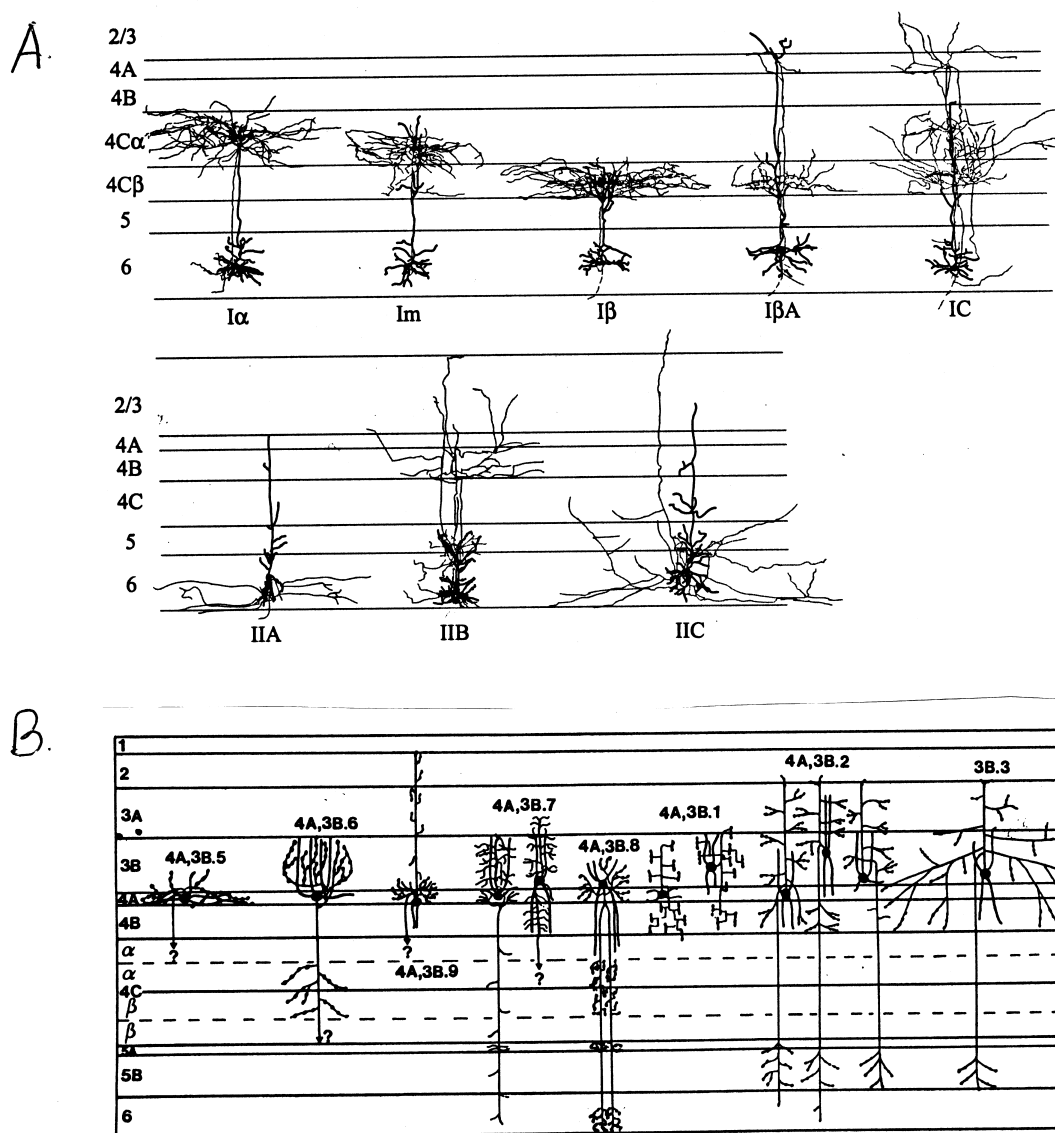 A.
2/3
4A
4B
4Cα
4Cβ
5
6
Iα Im Iβ IβA IC
2/3
4A
4B
4C
5
6
IIA IIB IIC
B.
1
2
3A
3B
4A
4B
α
α
4C
β
β
5A
5B
6
4A,3B.5
4A,3B.6
4A,3B.7
4A,3B.8
4A,3B.1
4A,3B.2
3B.3
4A,3B.9
?
?
?
?
?